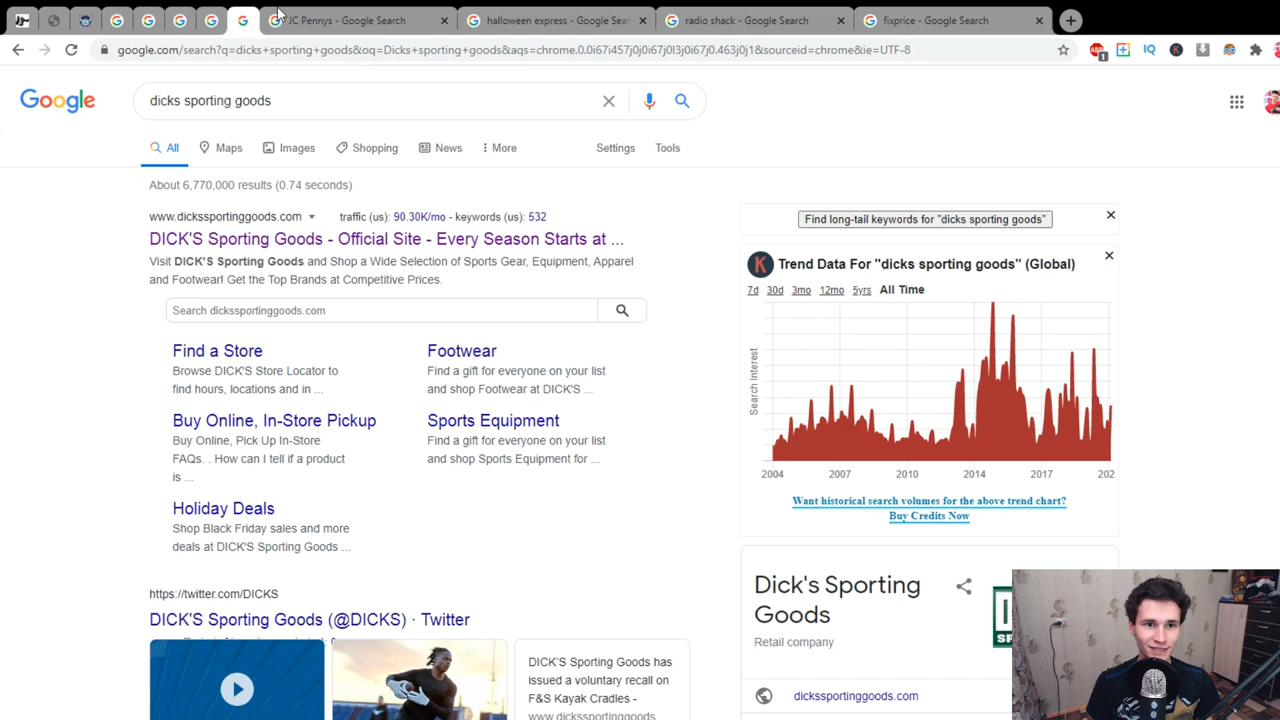 JC Pennys - Google Search
halloween express - Google Sear
radio shack - Google Search
fixprice - Google Search
google.com/search?q=dicks+sporting+goods&oq=Dicks+sporting+goods&aqs=chrome.0.0i67i457j0j0i67j0l3j0i67j0.463j0j1&sourceid=chrome&ie=UTF-8
1
Google
dicks sporting goods
All
Maps
Images
Shopping
News
More
Settings
Tools
About 6,770,000 results (0.74 seconds)
www.dickssportinggoods.com
traffic (us): 90.30K/mo - keywords (us): 532
DICK'S Sporting Goods - Official Site - Every Season Starts at ...
Visit DICK'S Sporting Goods and Shop a Wide Selection of Sports Gear, Equipment, Apparel
and Footwear! Get the Top Brands at Competitive Prices.
Search dickssportinggoods.com
Find a Store
Browse DICK'S Store Locator to
find hours, locations and in ...
Footwear
Find a gift for everyone on your list
and shop Footwear at DICK'S ...
Buy Online, In-Store Pickup
Buy Online, Pick Up In-Store
FAQs. . How can I tell if a product
is ...
Sports Equipment
Find a gift for everyone on your list
and shop Sports Equipment for ...
Holiday Deals
Shop Black Friday sales and more
deals at DICK'S Sporting Goods ...
https://twitter.com/DICKS
DICK'S Sporting Goods (@DICKS) · Twitter
DICK'S Sporting Goods has
issued a voluntary recall on
F&S Kayak Cradles -
www.dickssportinggoods
Find long-tail keywords for "dicks sporting goods"
K
Trend Data For "dicks sporting goods" (Global)
7d 30d 3mo 12mo 5yrs All Time
Search Interest
2004 2007 2010 2014 2017 202
Want historical search volumes for the above trend chart?
Buy Credits Now
Dick's Sporting
Goods
Retail company
dickssportinggoods.com